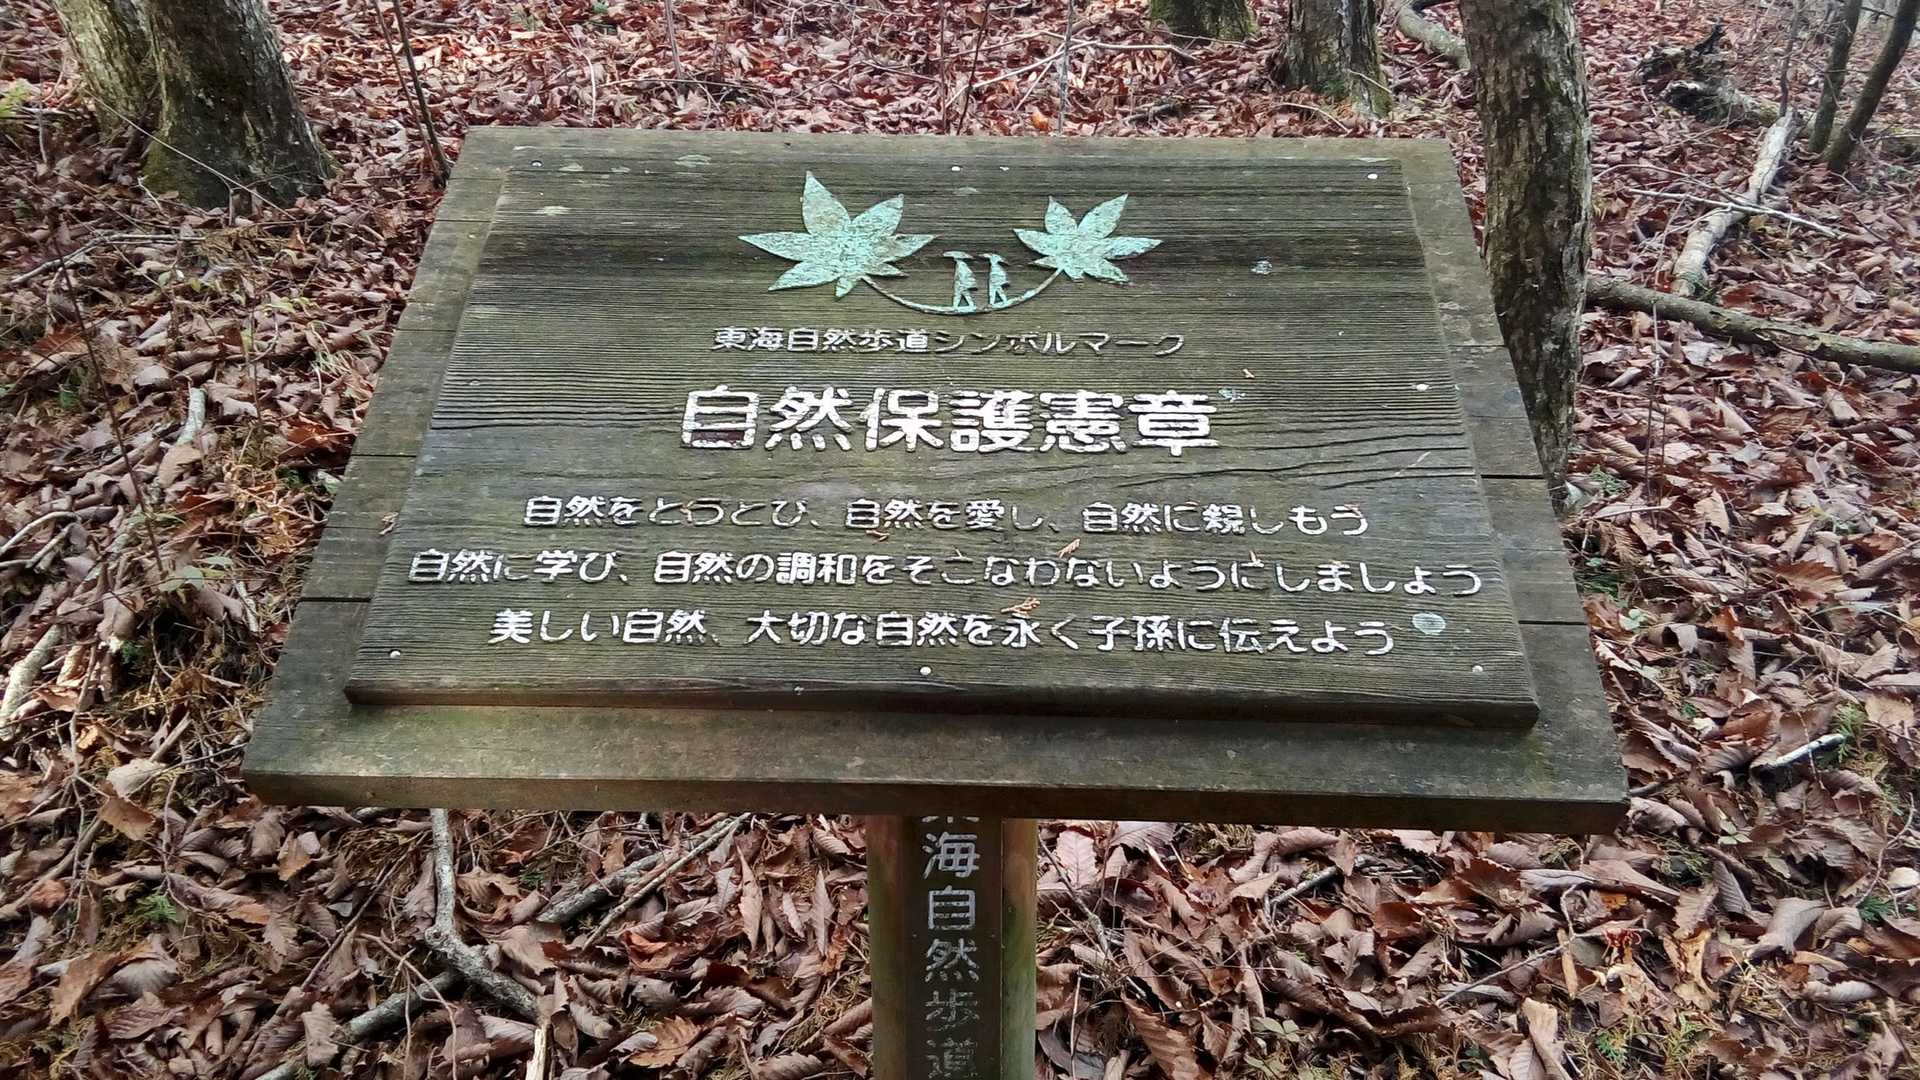 東海自然歩道シンボルマーク
自然保護憲章
自然をとうとび、自然を愛し、自然に親しもう
自然に学び、自然の調和をそこなわないようにしましよう
美しい自然、大切な自然を永く子孫に伝えよう
東海自然歩道